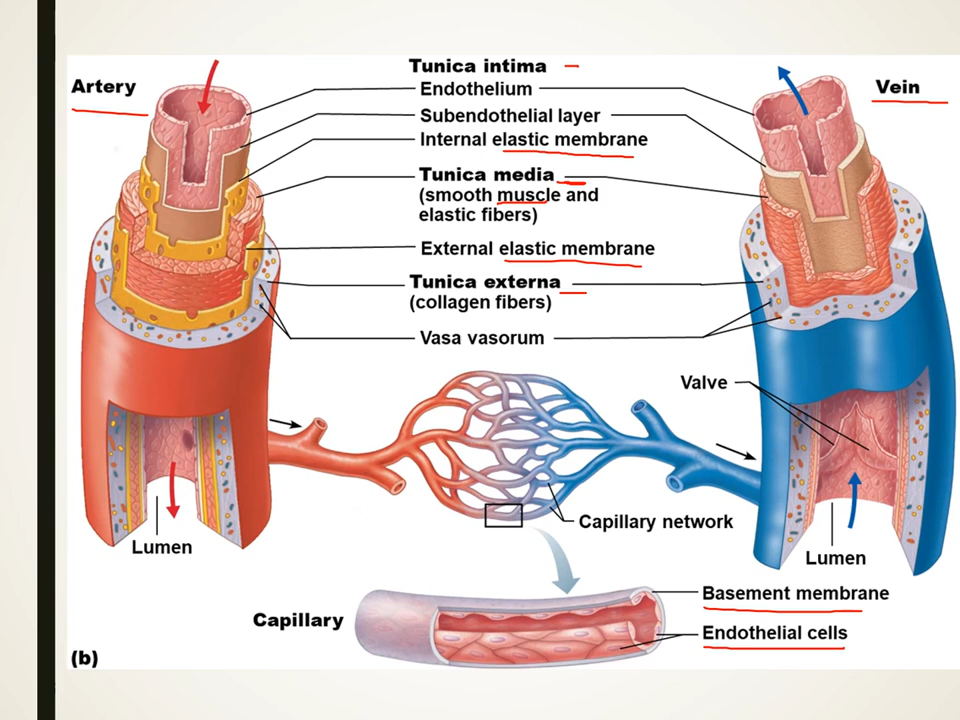 Artery
Tunica intima
Endothelium
Subendothelial layer
Internal elastic membrane
Tunica media
(smooth muscle and
elastic fibers)
External elastic membrane
Tunica externa
(collagen fibers)
Vasa vasorum
Vein
Valve
Capillary network
Lumen
Lumen
Basement membrane
Capillary
Endothelial cells
(b)